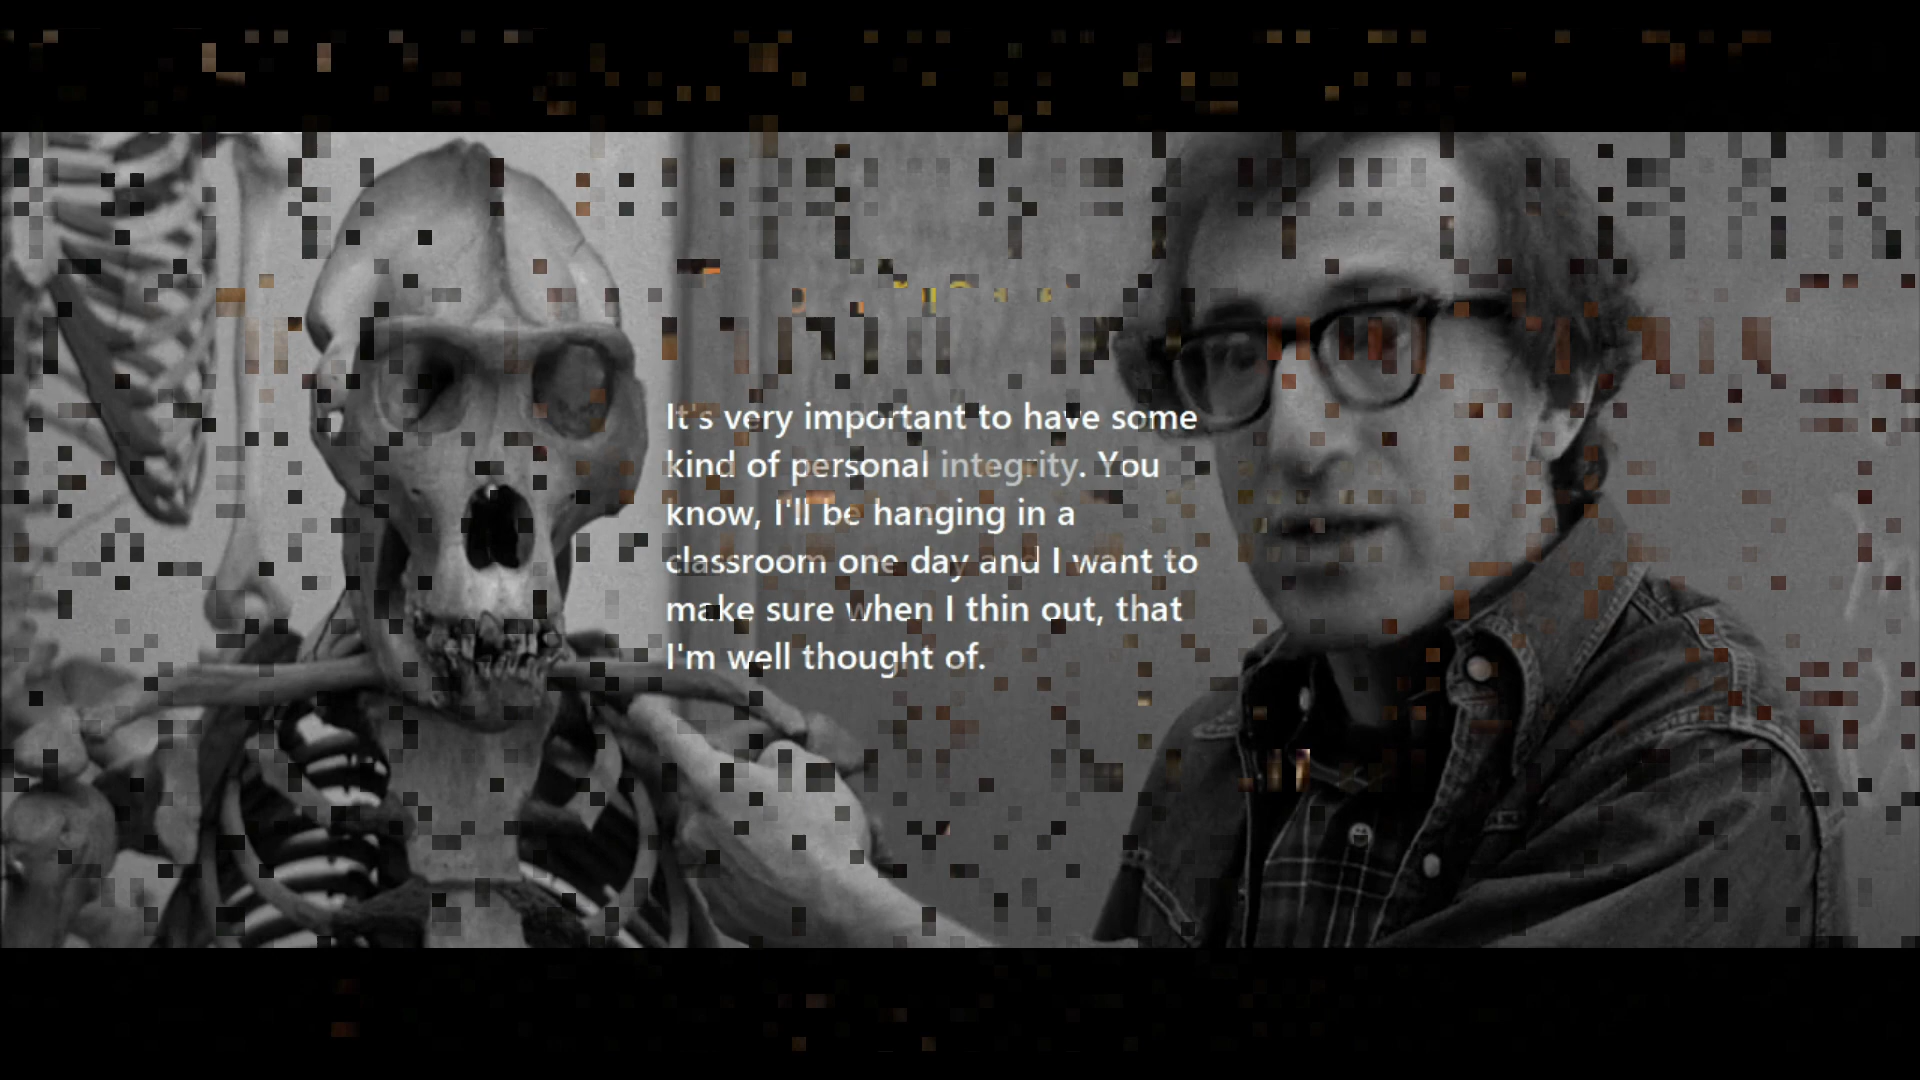 It's very important to have some
kind of personal integrity. You
know, I'll be hanging in a
classroom one day and I want to
make sure when I thin out, that
I'm well thought of.